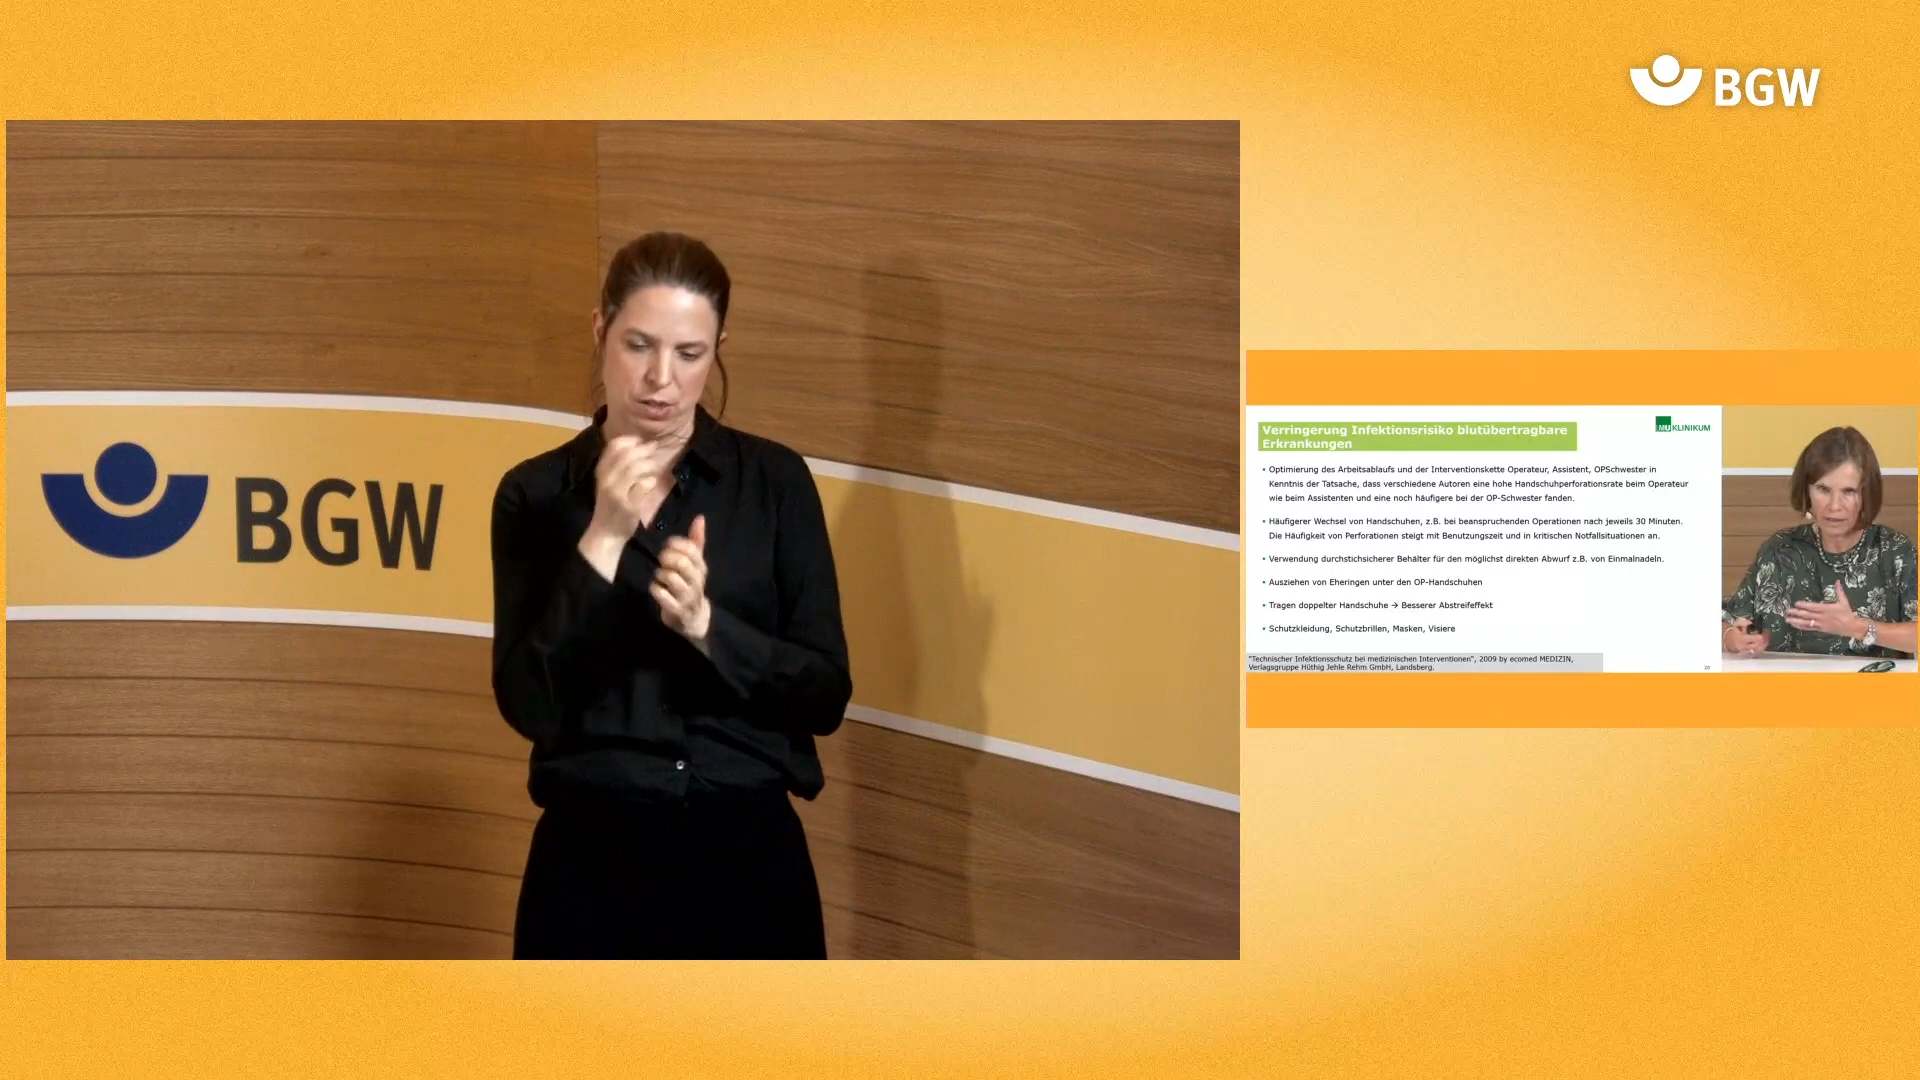 BGW
BGW
Verringerung Infektionsrisiko blutübertragbare
Erkrankungen
LMU KLINIKUM
• Optimierung des Arbeitsablaufs und der Interventionskette Operateur, Assistent, OPSchwester in
Kenntnis der Tatsache, dass verschiedene Autoren eine hohe Handschuhperforationsrate beim Operateur
wie beim Assistenten und eine noch häufigere bei der OP-Schwester fanden.
• Häufigerer Wechsel von Handschuhen, z.B. bei beanspruchenden Operationen nach jeweils 30 Minuten.
Die Häufigkeit von Perforationen steigt mit Benutzungszeit und in kritischen Notfallsituationen an.
• Verwendung durchstichsicherer Behälter für den möglichst direkten Abwurf z.B. von Einmalnadeln.
• Ausziehen von Eheringen unter den OP-Handschuhen
• Tragen doppelter Handschuhe → Besserer Abstreifeffekt
• Schutzkleidung, Schutzbrillen, Masken, Visiere
"Technischer Infektionsschutz bei medizinischen Interventionen", 2009 by ecomed MEDIZIN,
Verlagsgruppe Hüthig Jehle Rehm GmbH, Landsberg.